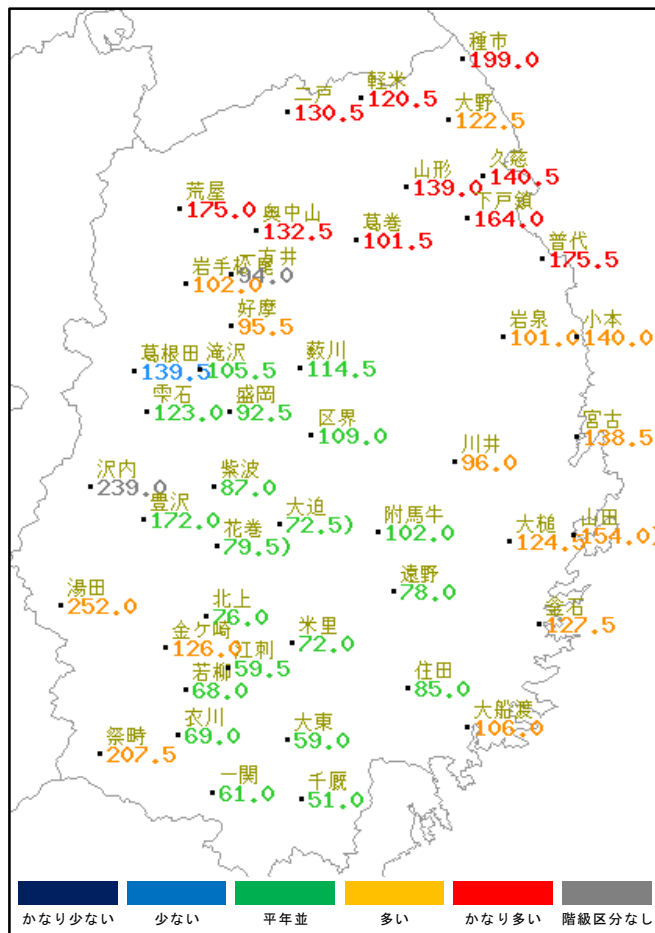 種市
199.0
軽米
120.5
二戸
130.5
大野
122.5
久慈
140.5
山形
139.0
下戸鎖
164.0
荒屋
175.0
奥中山
132.5
葛巻
101.5
普代
175.5
一方井
94.0
岩手松尾
102.0
好摩
95.5
岩泉
101.0
小本
140.0
葛根田
139.5
滝沢
105.5
薮川
114.5
雫石
123.0
盛岡
92.5
区界
109.0
宮古
138.5
川井
96.0
沢内
239.0
紫波
87.0
豊沢
172.0
花巻
79.5)
大迫
72.5)
附馬牛
102.0
大槌
124.5
山田
154.0)
湯田
252.0
遠野
78.0
北上
76.0
釜石
127.5
金ケ崎
126.0
江刺
59.5
米里
72.0
若柳
68.0
住田
85.0
衣川
69.0
大東
59.0
大船渡
106.0
祭畤
207.5
一関
61.0
千厩
51.0
かなり少ない 少ない 平年並 多い かなり多い 階級区分なし